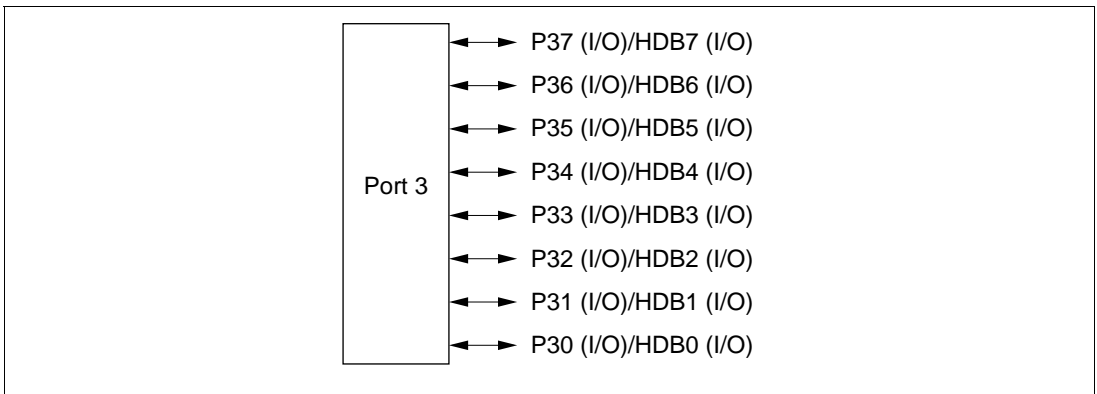 P37 (I/O)/HDB7 (I/O)
P36 (I/O)/HDB6 (I/O)
P35 (I/O)/HDB5 (I/O)
P34 (I/O)/HDB4 (I/O)
Port 3
P33 (I/O)/HDB3 (I/O)
P32 (I/O)/HDB2 (I/O)
P31 (I/O)/HDB1 (I/O)
P30 (I/O)/HDB0 (I/O)